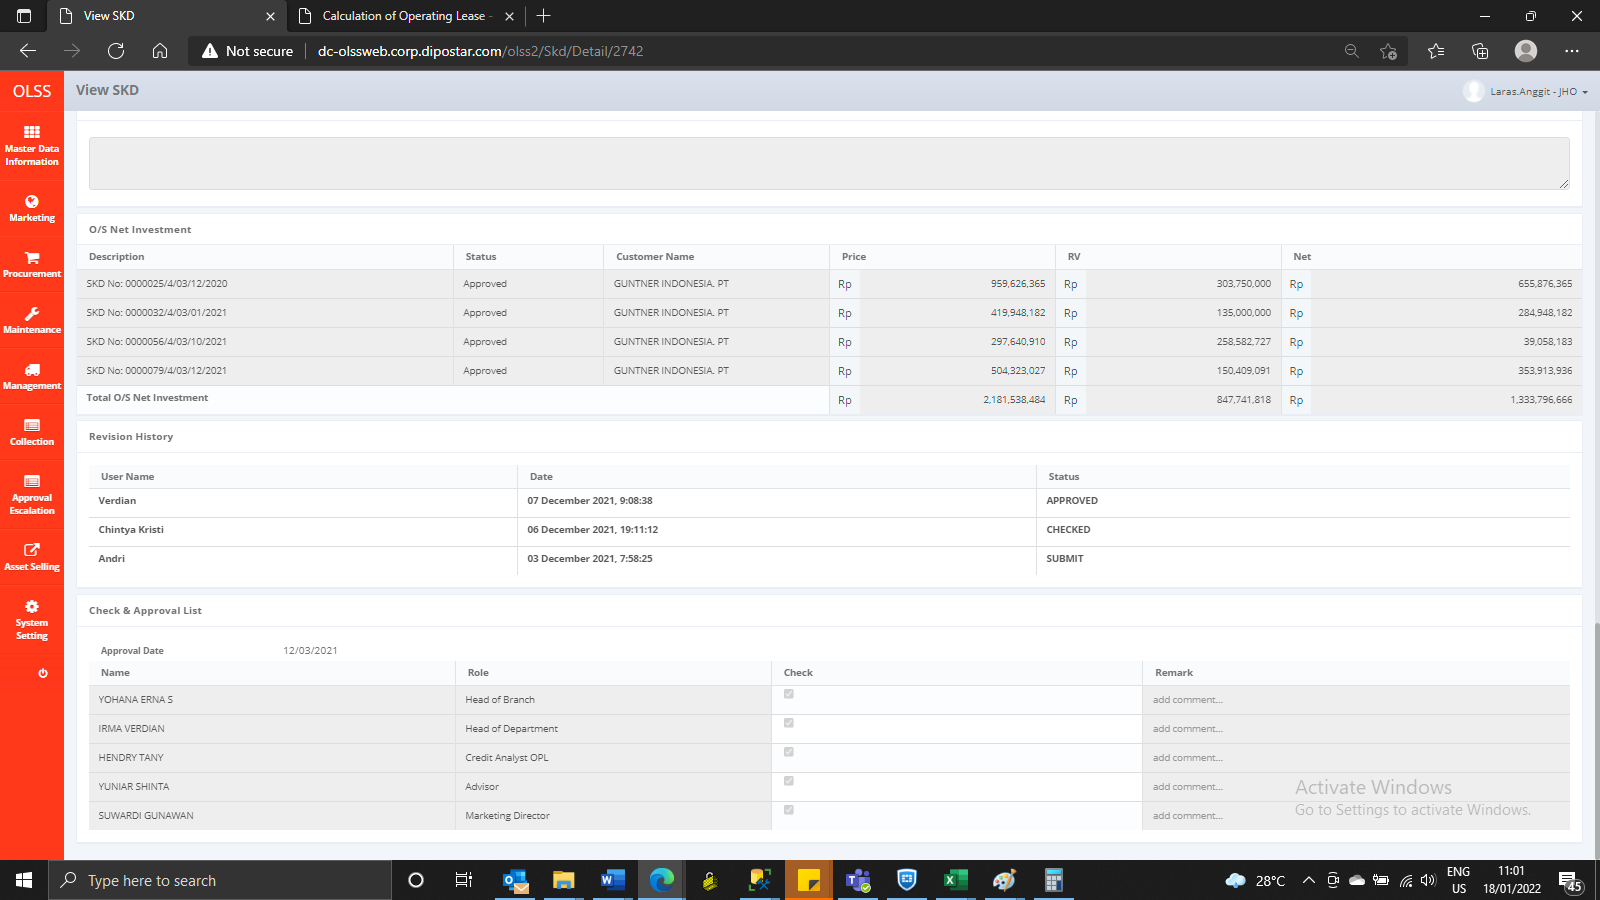 View SKD
Calculation of Operating Lease -
Not secure
dc-olssweb.corp.dipostar.com/olss2/Skd/Detail/2742
OLSS
View SKD
Laras.Anggit - JHO
Master Data
Information
Marketing
Procurement
Maintenance
Management
Collection
Approval
Escalation
Asset Selling
System
Setting
O/S Net Investment
Description Status Customer Name Price RV Net
SKD No: 0000025/4/03/12/2020 Approved GUNTNER INDONESIA. PT Rp 959,626,365 Rp 303,750,000 Rp 655,876,365
SKD No: 0000032/4/03/01/2021 Approved GUNTNER INDONESIA. PT Rp 419,948,182 Rp 135,000,000 Rp 284,948,182
SKD No: 0000056/4/03/10/2021 Approved GUNTNER INDONESIA. PT Rp 297,640,910 Rp 258,582,727 Rp 39,058,183
SKD No: 0000079/4/03/12/2021 Approved GUNTNER INDONESIA. PT Rp 504,323,027 Rp 150,409,091 Rp 353,913,936
Total O/S Net Investment Rp 2,181,538,484 Rp 847,741,818 Rp 1,333,796,666
Revision History
User Name Date Status
Verdian 07 December 2021, 9:08:38 APPROVED
Chintya Kristi 06 December 2021, 19:11:12 CHECKED
Andri 03 December 2021, 7:58:25 SUBMIT
Check & Approval List
Approval Date 12/03/2021
Name Role Check Remark
YOHANA ERNA S Head of Branch add comment...
IRMA VERDIAN Head of Department add comment...
HENDRY TANY Credit Analyst OPL add comment...
YUNIAR SHINTA Advisor add comment...
SUWARDI GUNAWAN Marketing Director add comment...
Activate Windows
Go to Settings to activate Windows.
Type here to search
28°C
ENG
US
11:01
18/01/2022
45